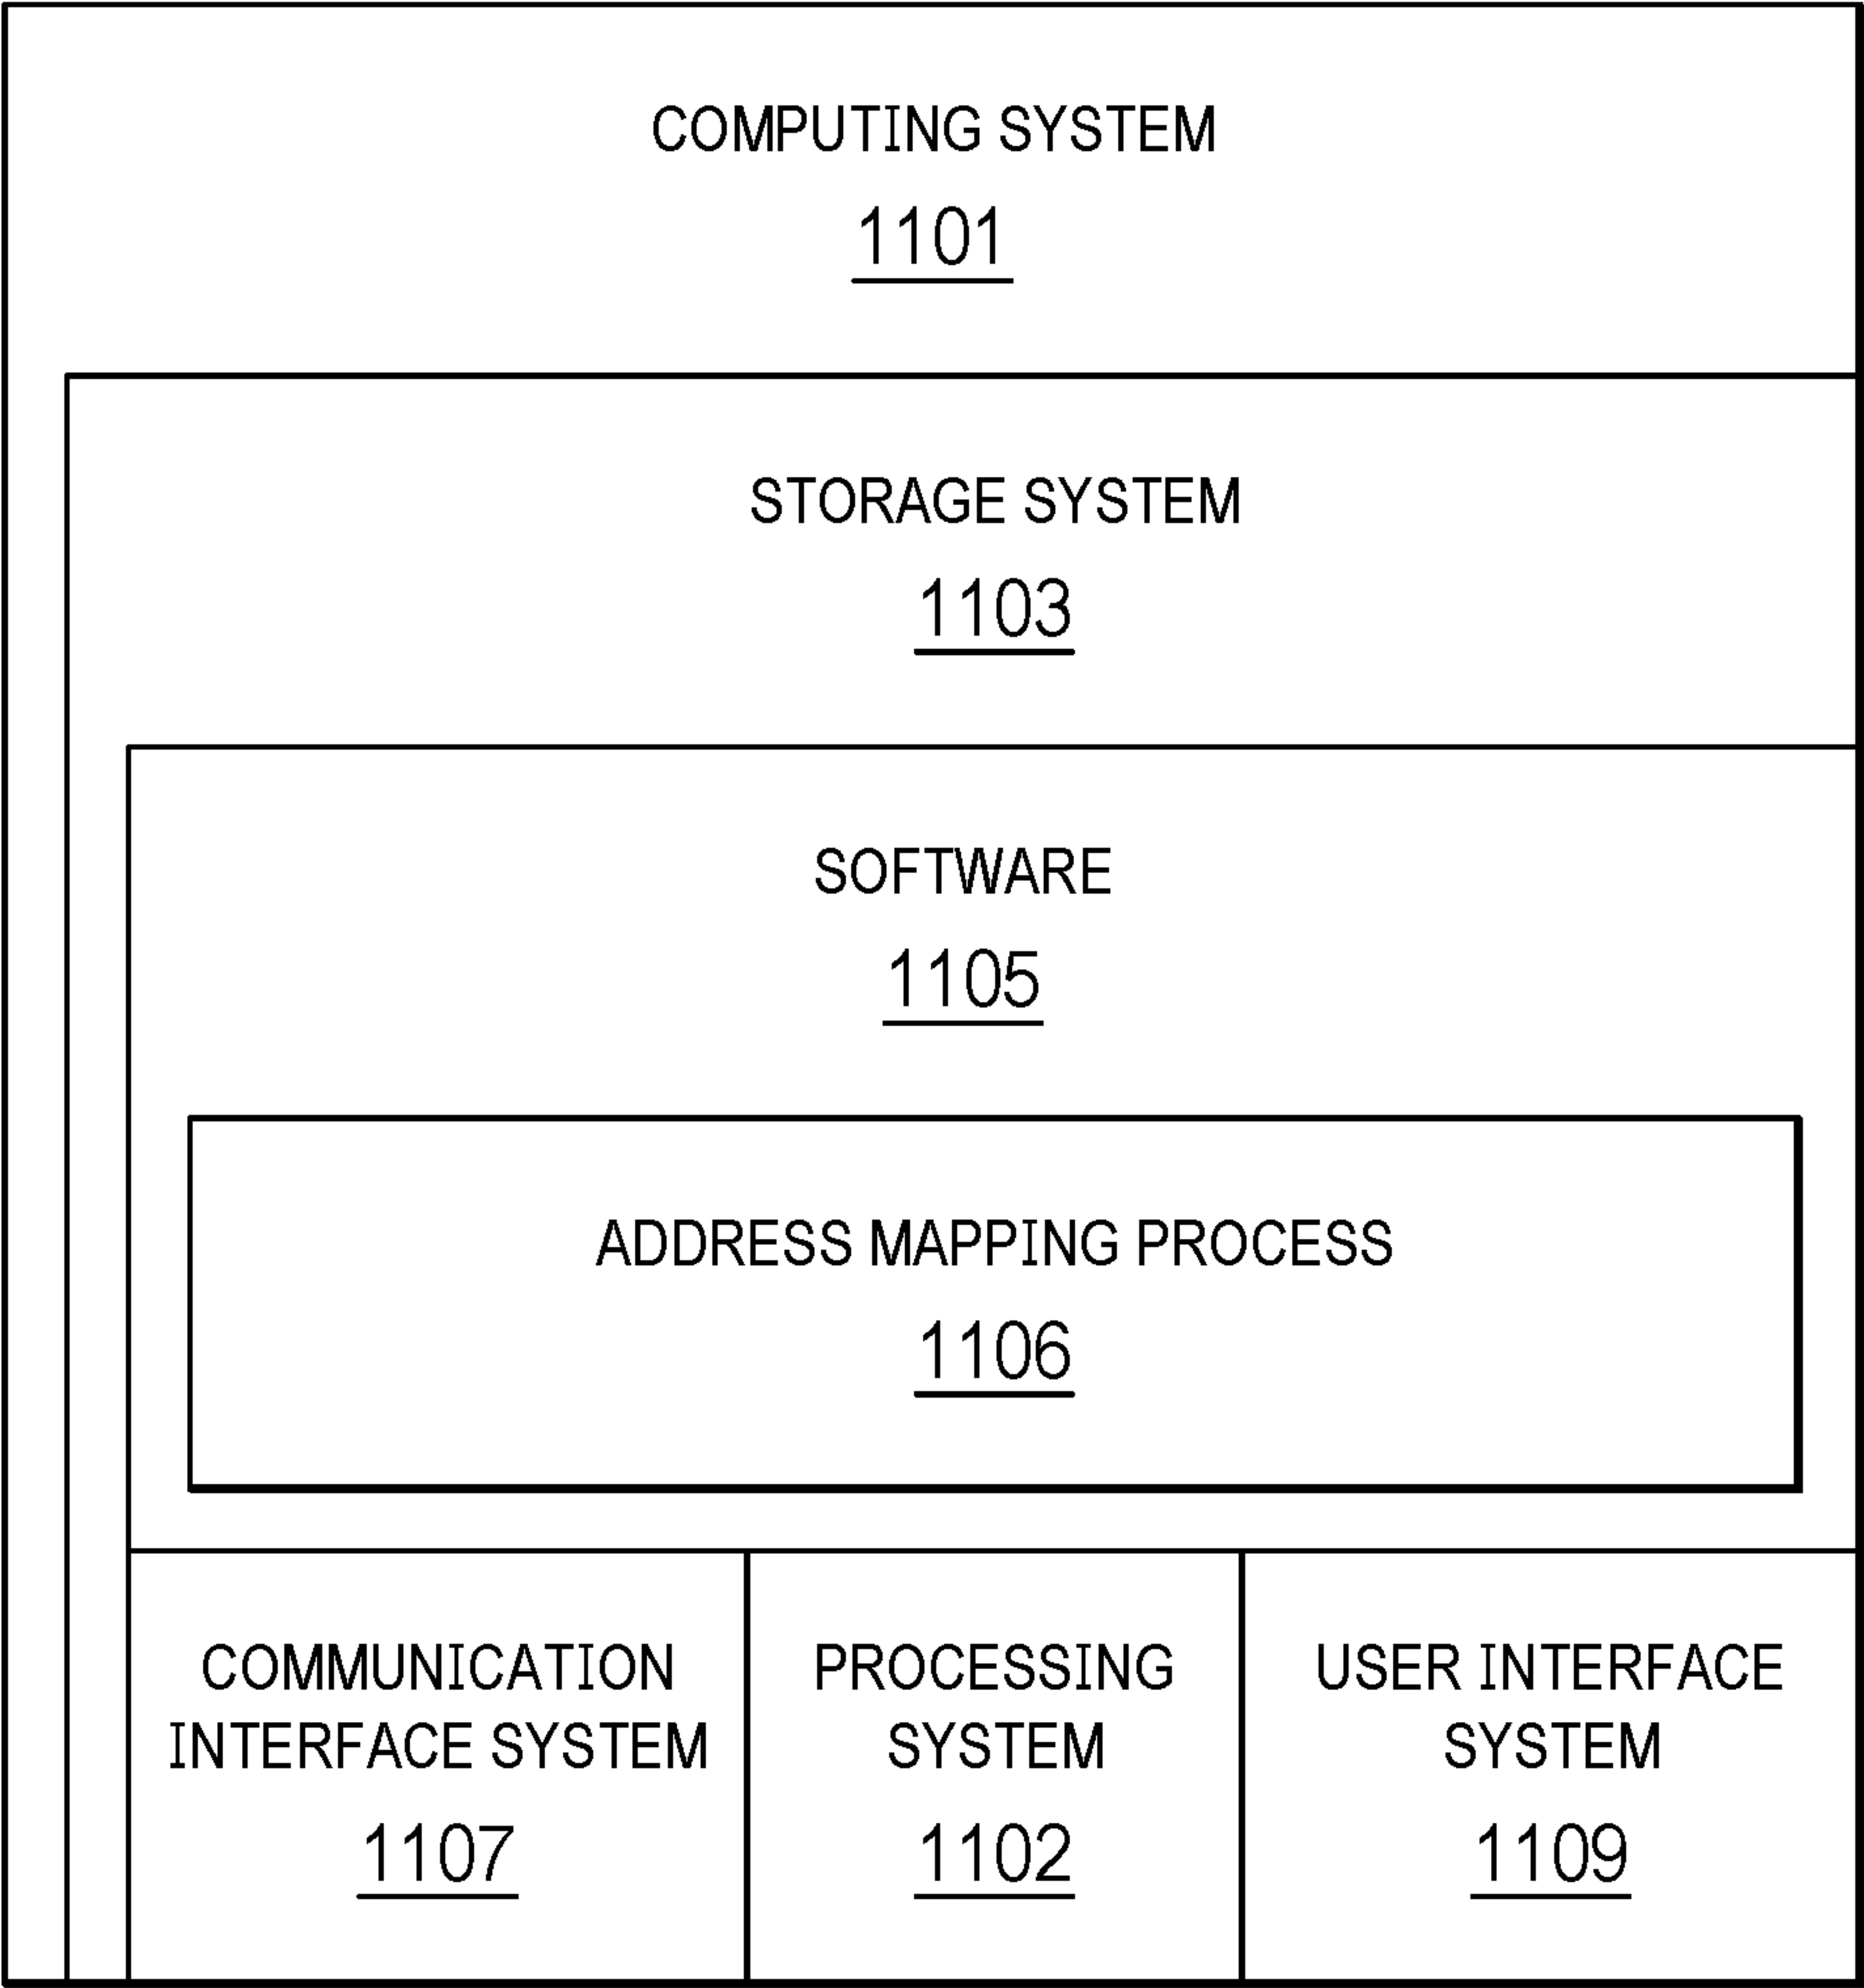 COMPUTING SYSTEM
1101
STORAGE SYSTEM
1103
SOFTWARE
1105
ADDRESS MAPPING PROCESS
1106
COMMUNICATION
INTERFACE SYSTEM
1107
PROCESSING
SYSTEM
1102
USER INTERFACE
SYSTEM
1109